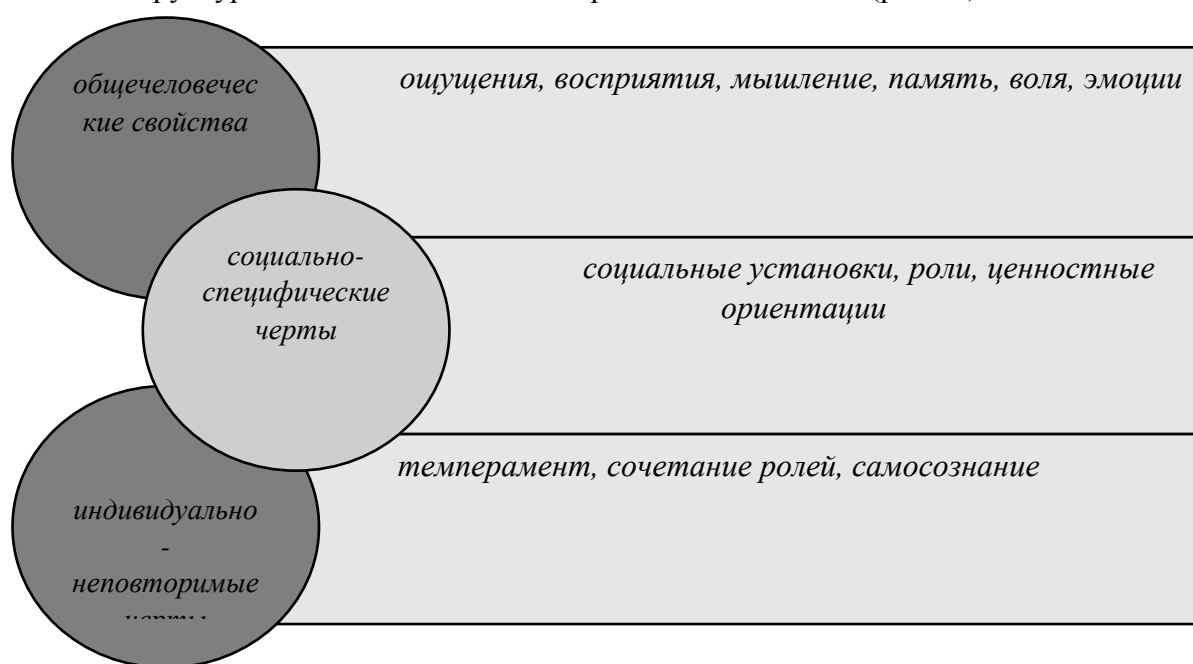 общечеловечес
кие свойства
ощущения, восприятия, мышление, память, воля, эмоции
социально-
специфические
черты
социальные установки, роли, ценностные
ориентации
индивидуально
-
неповторимые
черты
темперамент, сочетание ролей, самосознание